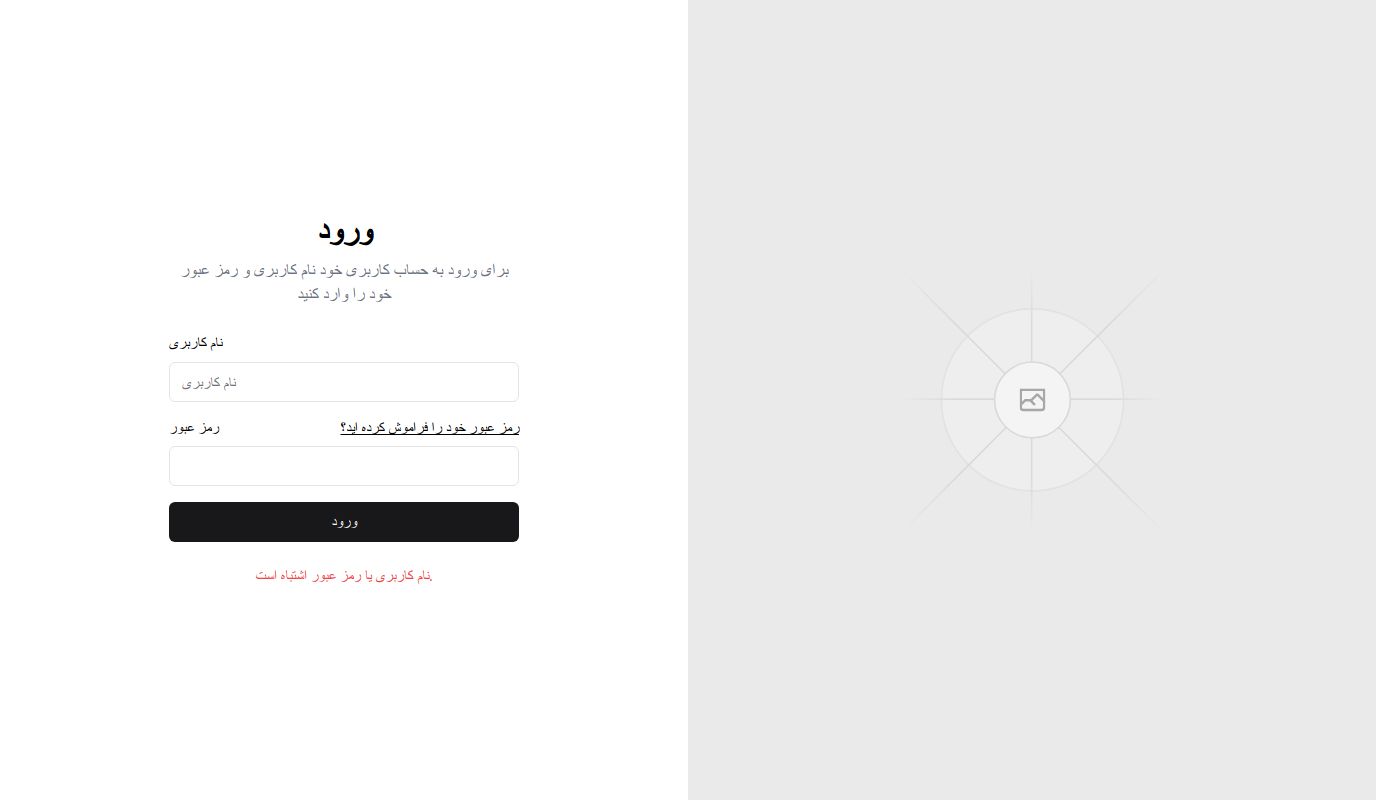 ورود
برای ورود به حساب کاربری خود نام کاربری و رمز عبور
خود را وارد کنید
نام کاربری
نام کاربری
رمز عبور
رمز عبور خود را فراموش کرده اید؟
ورود
نام کاربری یا رمز عبور اشتباه است.